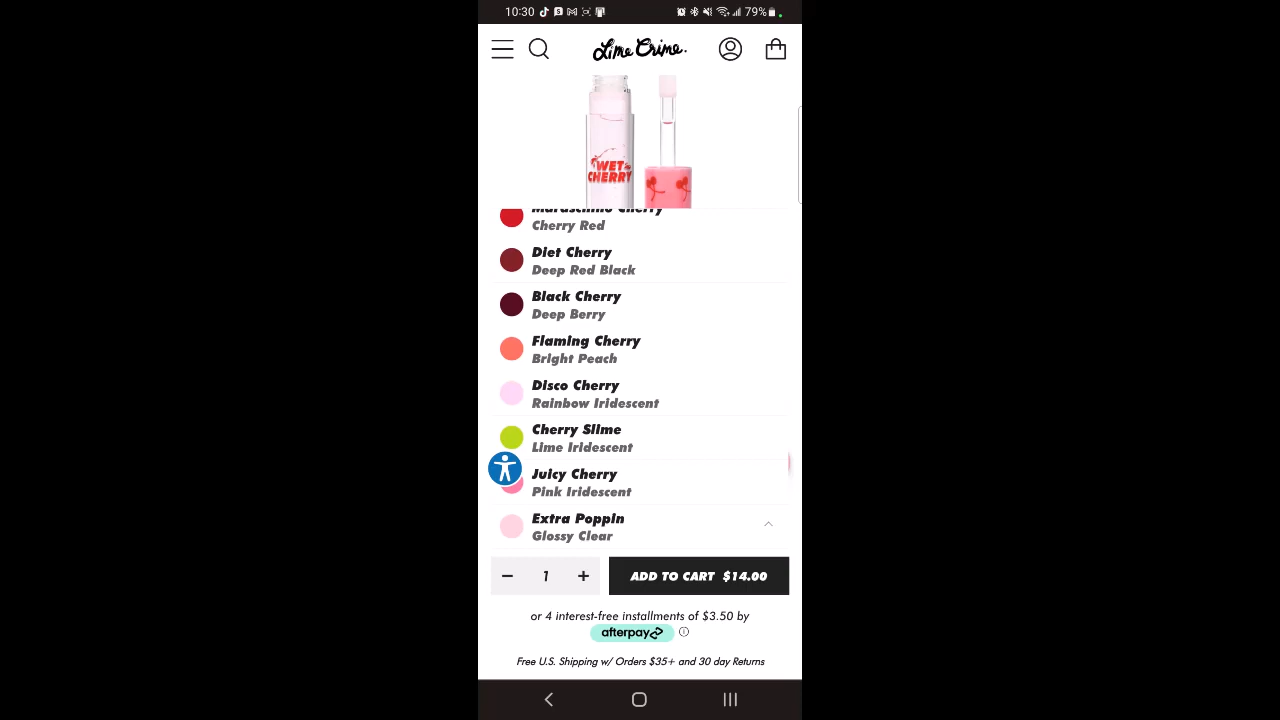 10:30
79%
Lime Crime.
WET
CHERRY
Maraschino Cherry
Cherry Red
Diet Cherry
Deep Red Black
Black Cherry
Deep Berry
Flaming Cherry
Bright Peach
Disco Cherry
Rainbow Iridescent
Cherry Slime
Lime Iridescent
Juicy Cherry
Pink Iridescent
Extra Poppin
Glossy Clear
− 1 + ADD TO CART $14.00
or 4 interest-free installments of $3.50 by
afterpay
Free U.S. Shipping w/ Orders $35+ and 30 day Returns